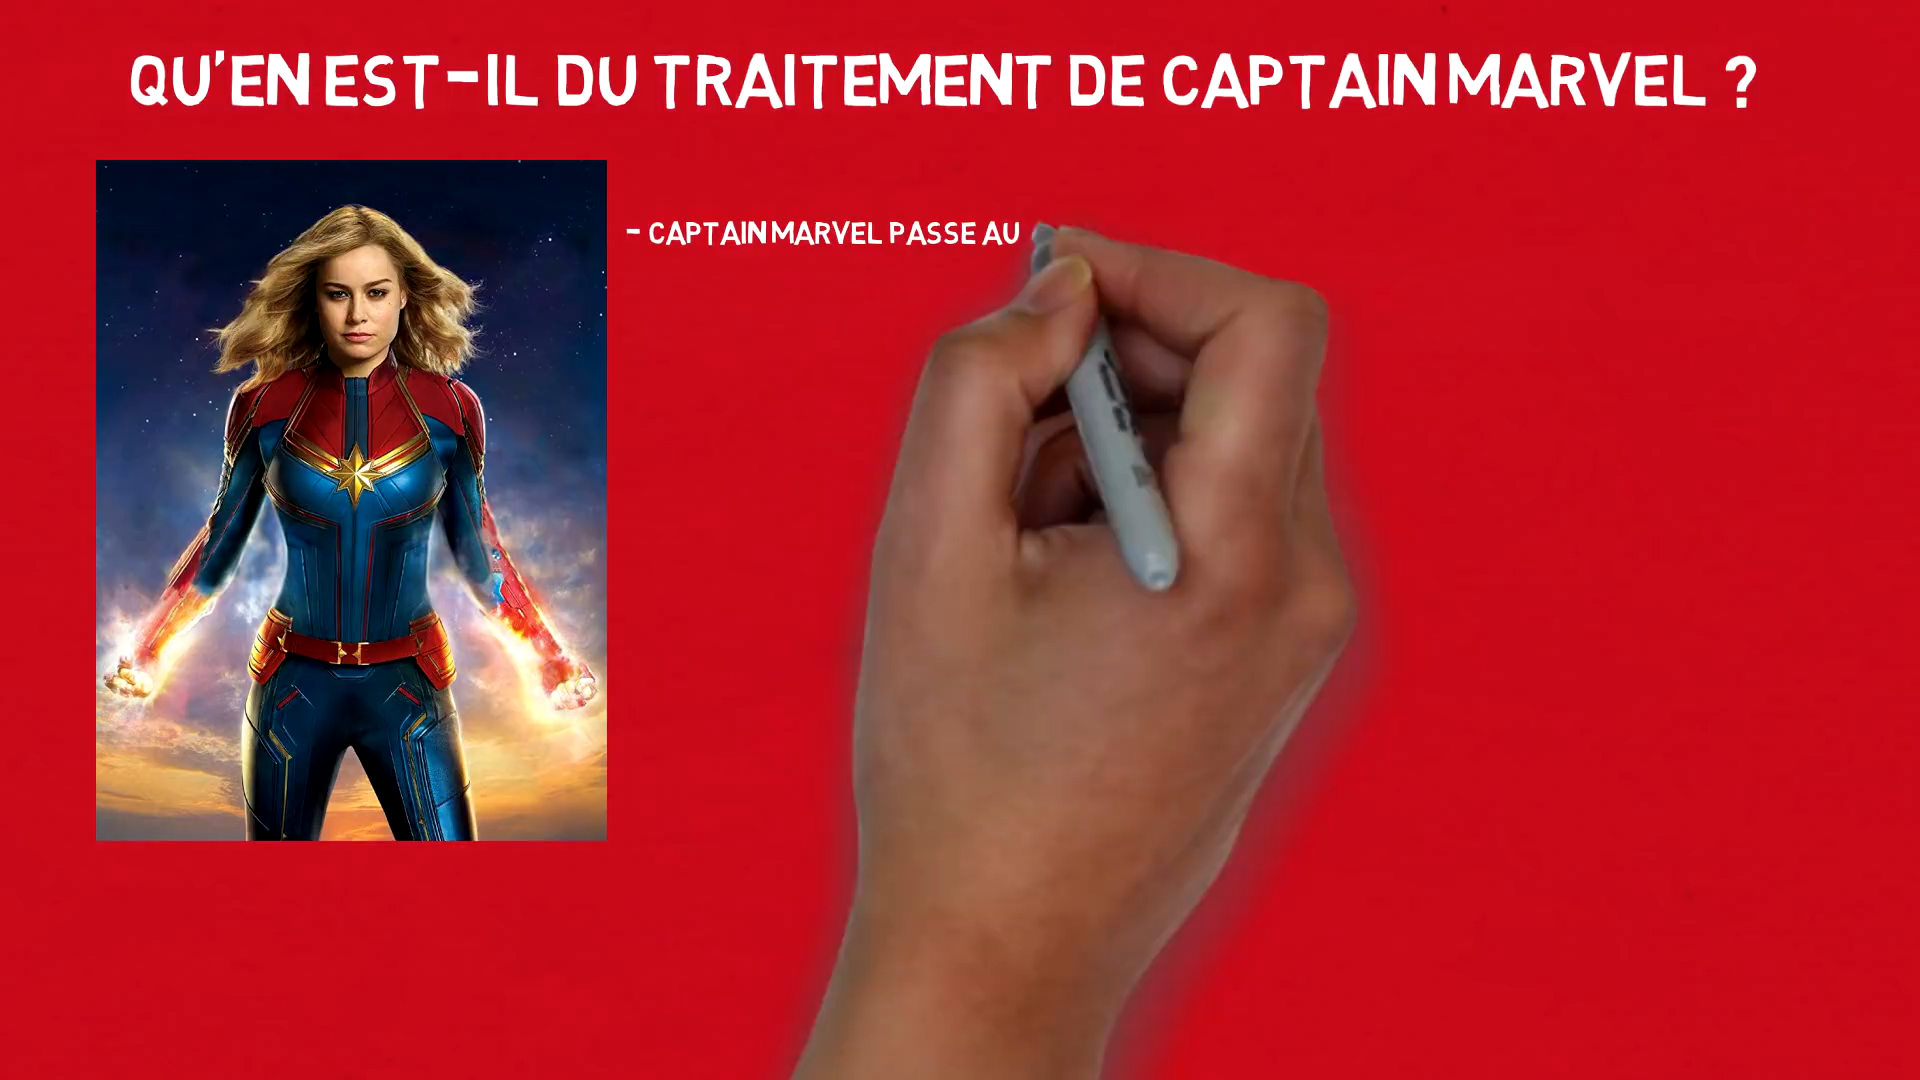 QU'EN EST-IL DU TRAITEMENT DE CAPTAIN MARVEL ?
- CAPTAIN MARVEL PASSE AU